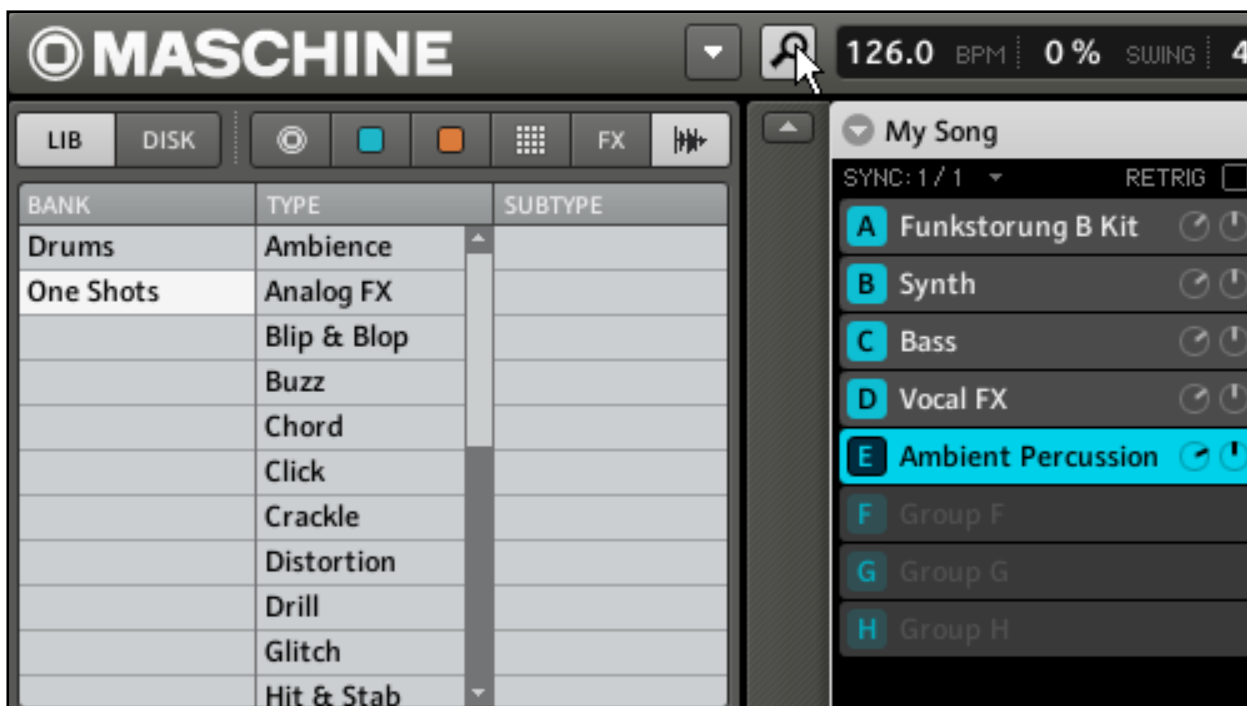 MASCHINE
126.0 BPM 0 % SWING 4
LIB DISK FX
BANK TYPE SUBTYPE
Drums Ambience
One Shots Analog FX
Blip & Blop
Buzz
Chord
Click
Crackle
Distortion
Drill
Glitch
Hit & Stab
My Song
SYNC: 1 / 1 RETRIG
A Funkstorung B Kit
B Synth
C Bass
D Vocal FX
E Ambient Percussion
F Group F
G Group G
H Group H